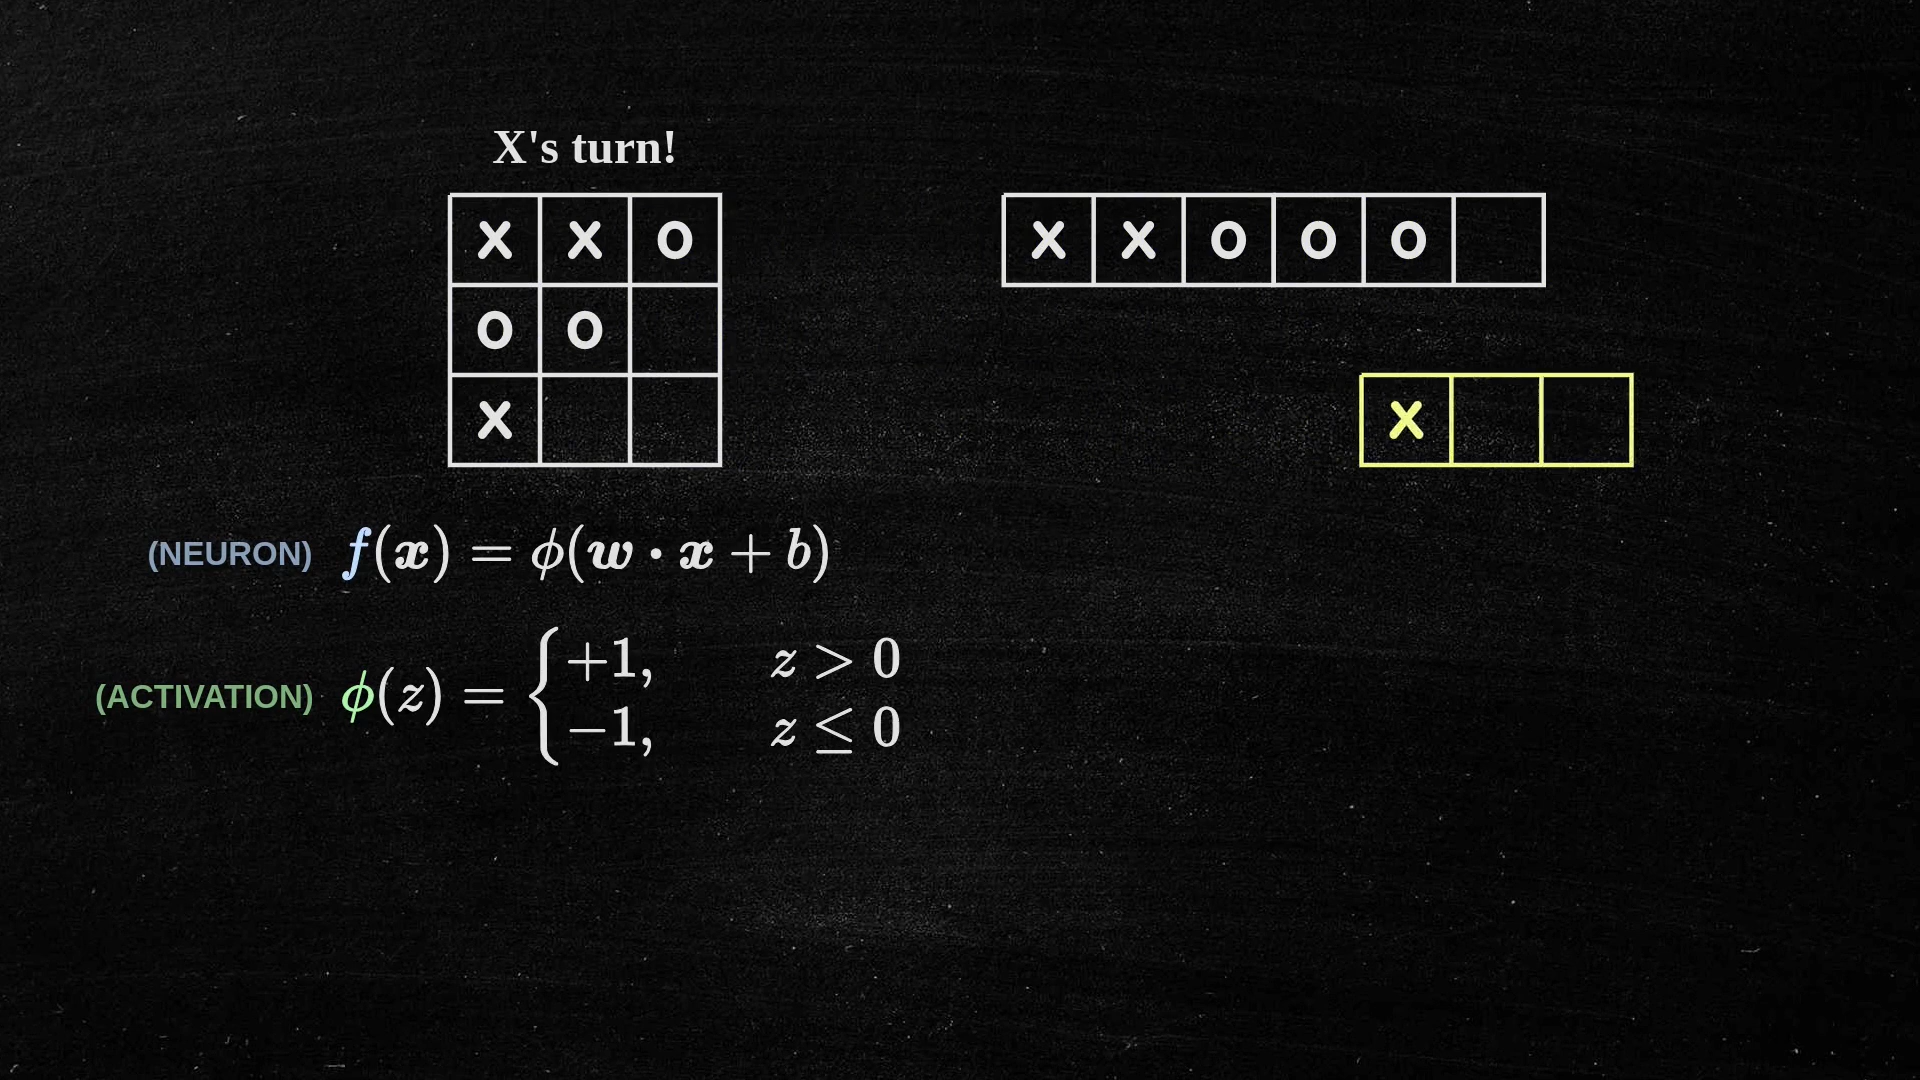 X's turn!
X X O
O O
X
X X O O O
X
(NEURON) f(x) = ϕ(w · x + b)
(ACTIVATION) ϕ(z) = { +1, z > 0
−1, z ≤ 0